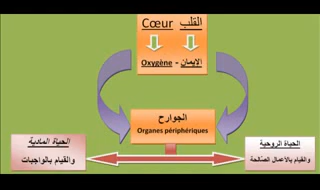 القلب Cœur
الإيمان - Oxygène
الجوارح
Organes périphériques
الحياة المادية
والقيام بالواجبات
الحياة الروحية
والقيام بالأعمال الصالحة